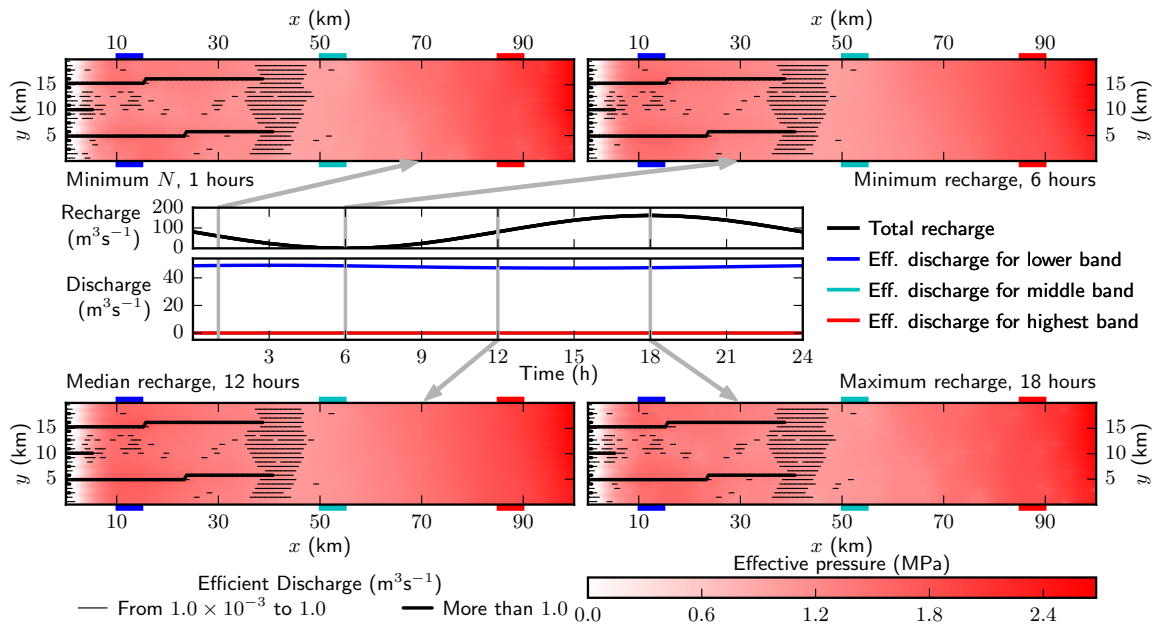 x (km) x (km)
10 30 50 70 90 10 30 50 70 90
y (km) 15 10 5 15 10 5 y (km)
Minimum N, 1 hours Minimum recharge, 6 hours
Recharge (m³s⁻¹) 200 100 0
Discharge (m³s⁻¹) 40 20 0
Total recharge
Eff. discharge for lower band
Eff. discharge for middle band
Eff. discharge for highest band
3 6 9 12 15 18 21 24
Time (h)
Median recharge, 12 hours Maximum recharge, 18 hours
y (km) 15 10 5 15 10 5 y (km)
10 30 50 70 90 10 30 50 70 90
x (km) x (km)
Efficient Discharge (m³s⁻¹)
From 1.0 × 10⁻³ to 1.0 More than 1.0
Effective pressure (MPa)
0.0 0.6 1.2 1.8 2.4